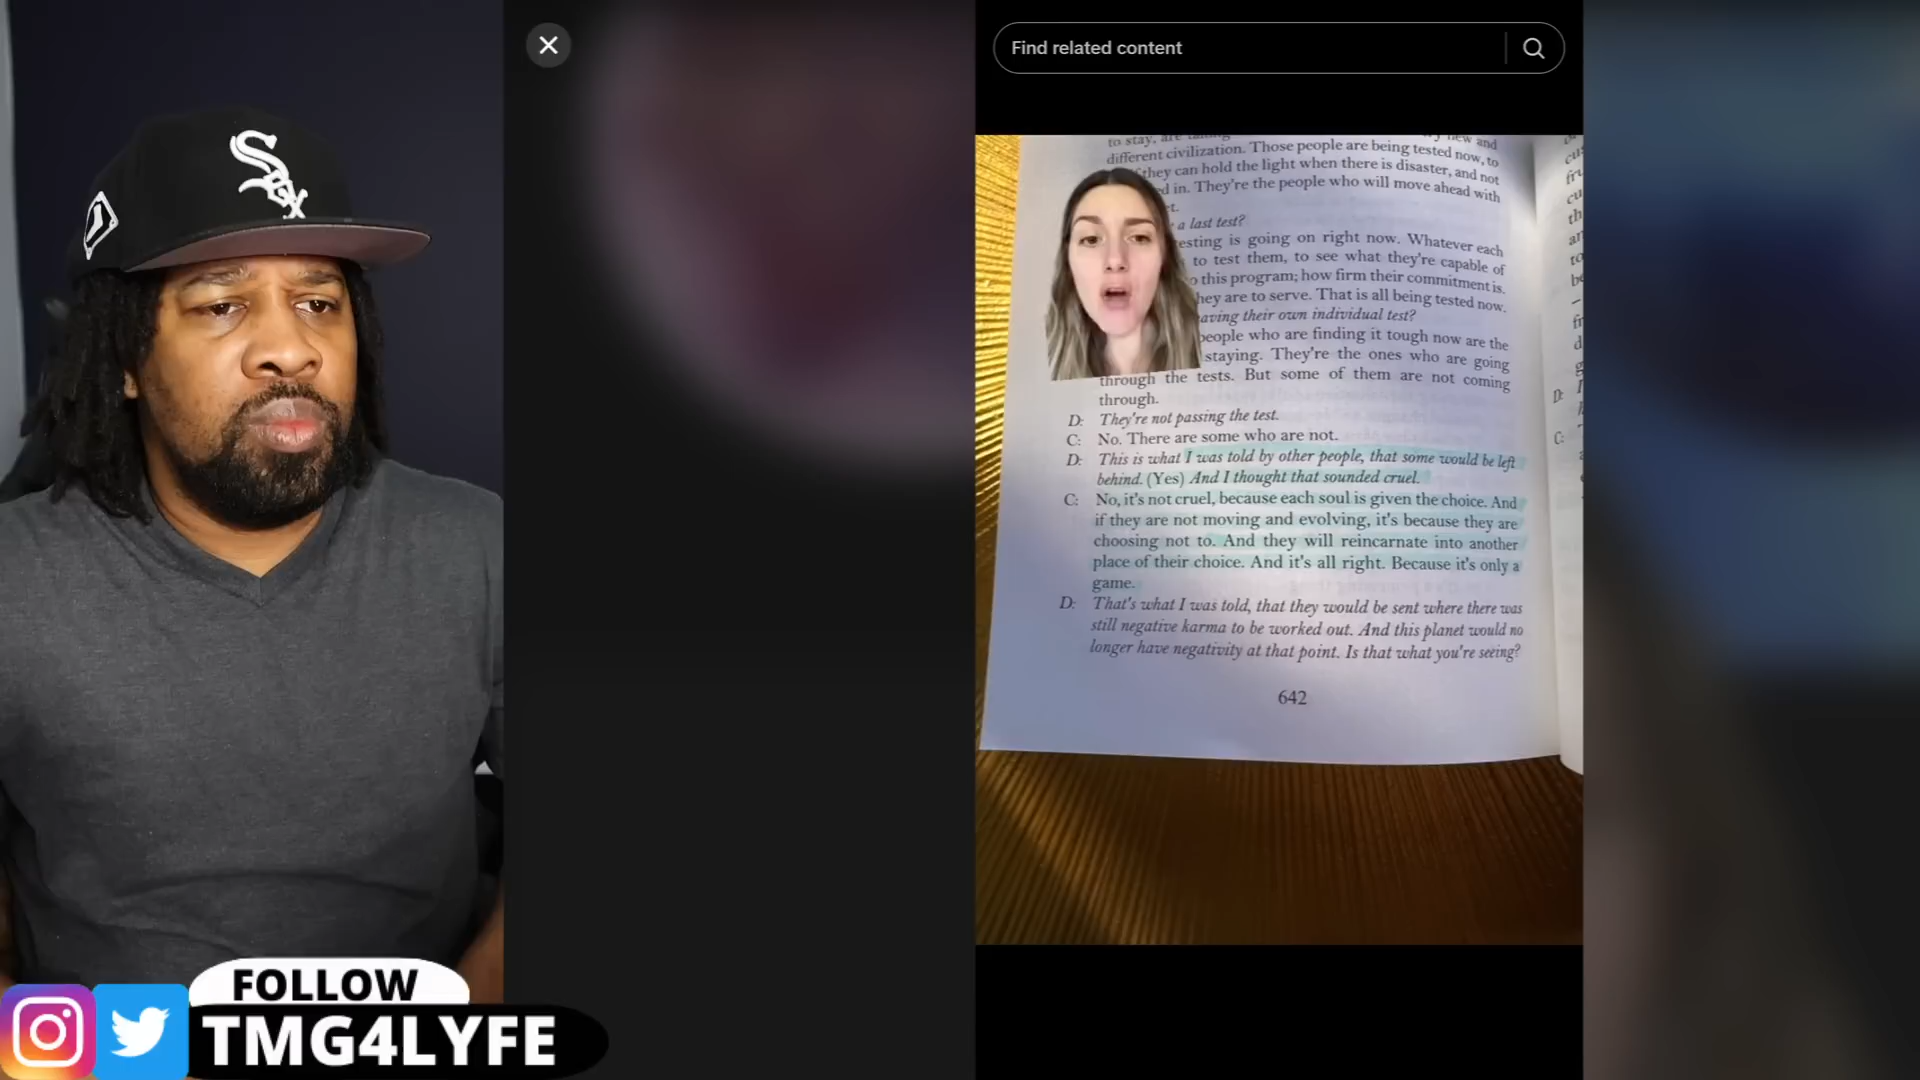 Find related content
Sox
to stay, are
new and
different civilization. Those people are being tested now, to
they can hold the light when there is disaster, and not
ed in. They're the people who will move ahead with
a last test?
esting is going on right now. Whatever each
to test them, to see what they're capable of
this program; how firm their commitment is.
hey are to serve. That is all being tested now.
aving their own individual test?
people who are finding it tough now are the
staying. They're the ones who are going
through the tests. But some of them are not coming
through.
D: They're not passing the test.
C: No. There are some who are not.
D: This is what I was told by other people, that some would be left
behind. (Yes) And I thought that sounded cruel.
C: No, it's not cruel, because each soul is given the choice. And
if they are not moving and evolving, it's because they are
choosing not to. And they will reincarnate into another
place of their choice. And it's all right. Because it's only a
game.
D: That's what I was told, that they would be sent where there was
still negative karma to be worked out. And this planet would no
longer have negativity at that point. Is that what you're seeing?
642
D:
C:
FOLLOW
TMG4LYFE